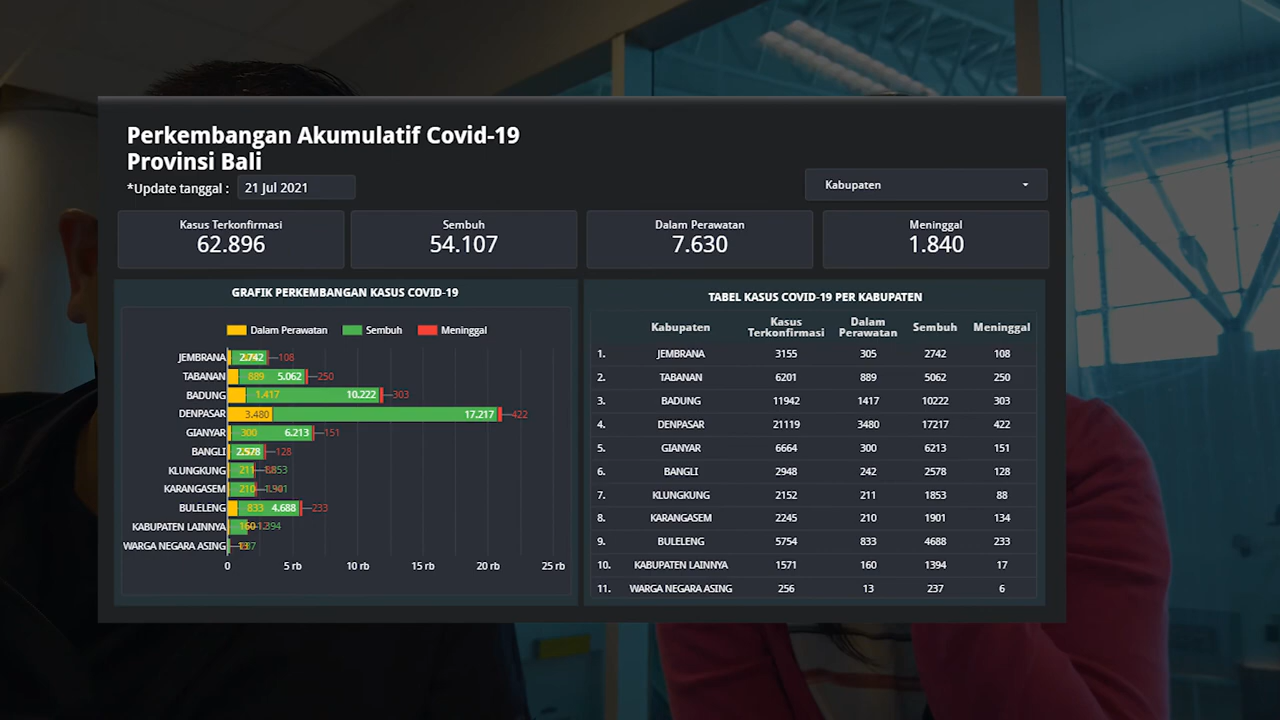 Perkembangan Akumulatif Covid-19
Provinsi Bali
*Update tanggal : 21 Jul 2021
Kabupaten
Kasus Terkonfirmasi
62.896
Sembuh
54.107
Dalam Perawatan
7.630
Meninggal
1.840
GRAFIK PERKEMBANGAN KASUS COVID-19
Dalam Perawatan Sembuh Meninggal
JEMBRANA 2.742 108
TABANAN 889 5.062 250
BADUNG 1.417 10.222 303
DENPASAR 3.480 17.217 422
GIANYAR 300 6.213 151
BANGLI 2.578 128
KLUNGKUNG 211
KARANGASEM 210
BULELENG 833 4.688 233
KABUPATEN LAINNYA 160
WARGA NEGARA ASING
0 5 rb 10 rb 15 rb 20 rb 25 rb
TABEL KASUS COVID-19 PER KABUPATEN
Kabupaten Kasus Terkonfirmasi Dalam Perawatan Sembuh Meninggal
1. JEMBRANA 3155 305 2742 108
2. TABANAN 6201 889 5062 250
3. BADUNG 11942 1417 10222 303
4. DENPASAR 21119 3480 17217 422
5. GIANYAR 6664 300 6213 151
6. BANGLI 2948 242 2578 128
7. KLUNGKUNG 2152 211 1853 88
8. KARANGASEM 2245 210 1901 134
9. BULELENG 5754 833 4688 233
10. KABUPATEN LAINNYA 1571 160 1394 17
11. WARGA NEGARA ASING 256 13 237 6